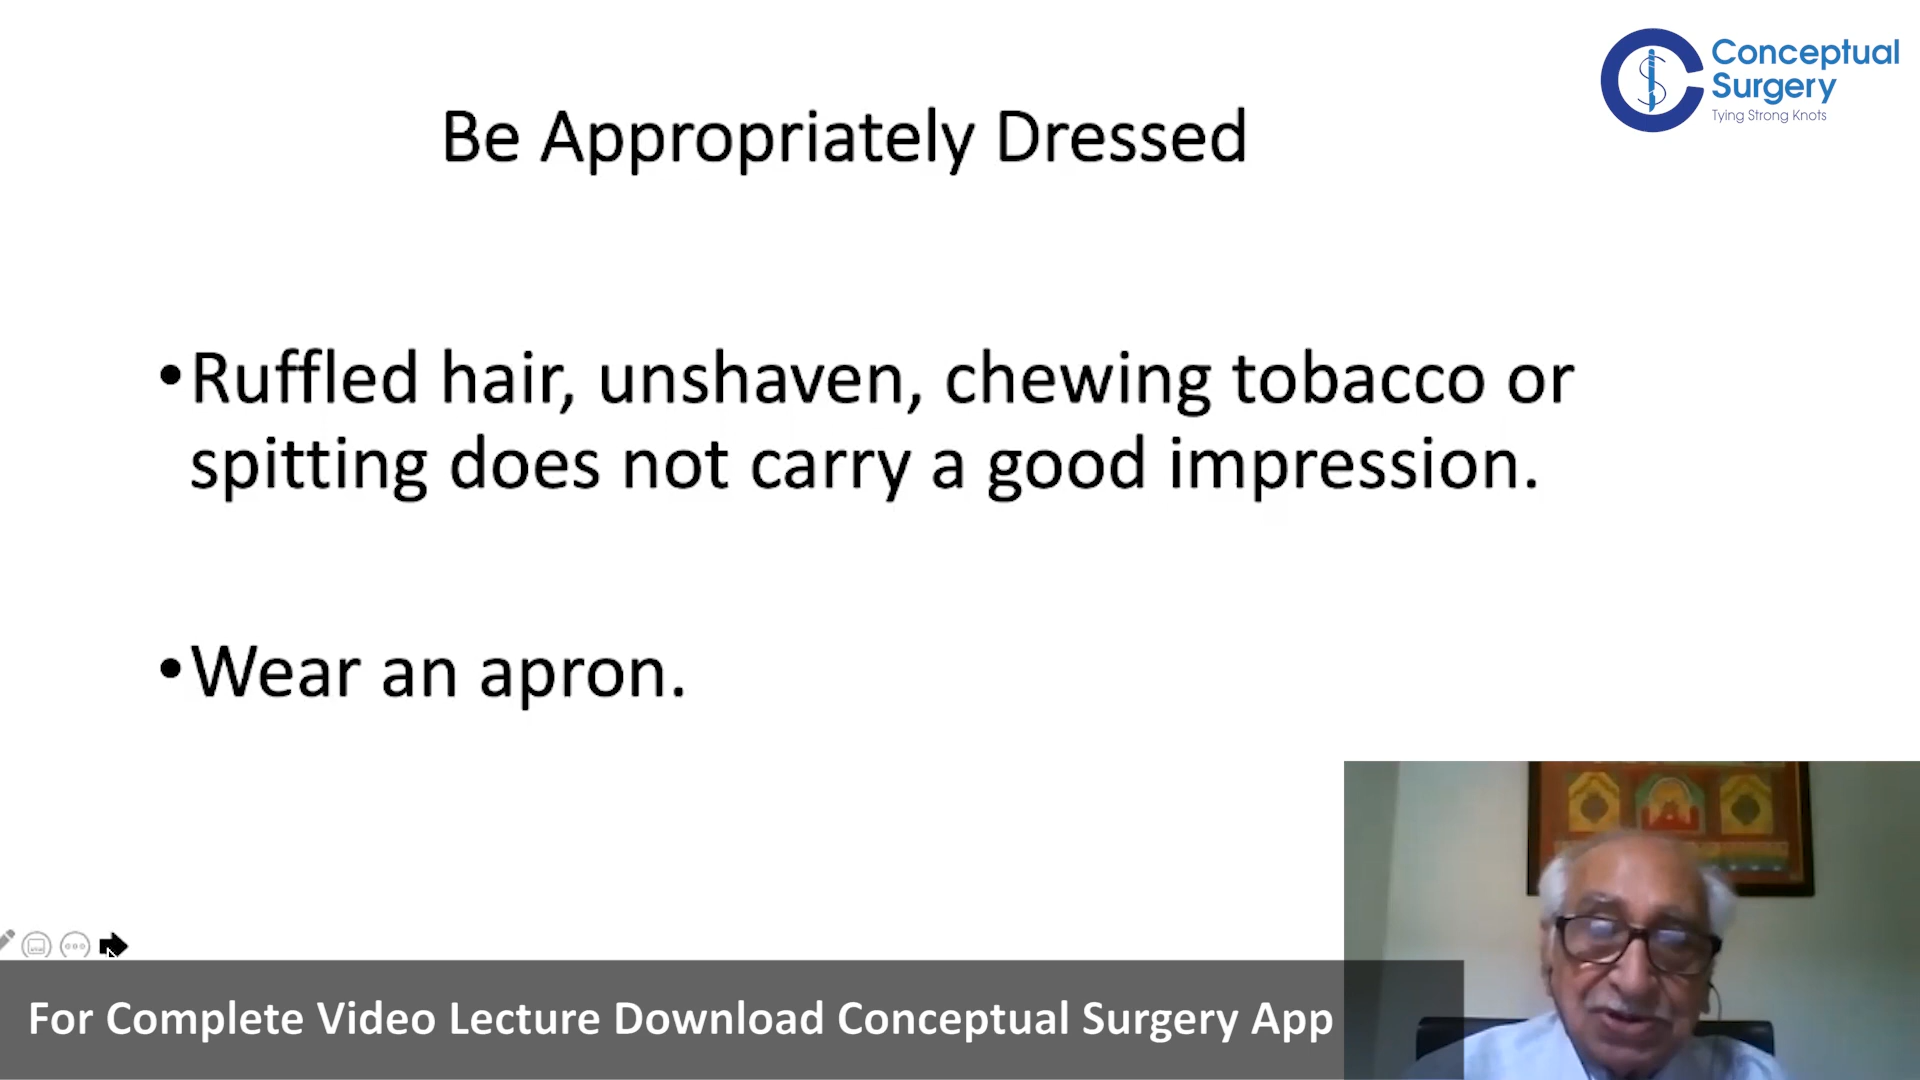 Conceptual
Surgery
Tying Strong Knots
Be Appropriately Dressed
•Ruffled hair, unshaven, chewing tobacco or
spitting does not carry a good impression.
•Wear an apron.
For Complete Video Lecture Download Conceptual Surgery App